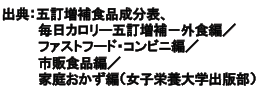 出典：五訂増補食品成分表、
毎日カロリー五訂増補－外食編／
ファストフード・コンビニ編／
市販食品編／
家庭おかず編（女子栄養大学出版部）